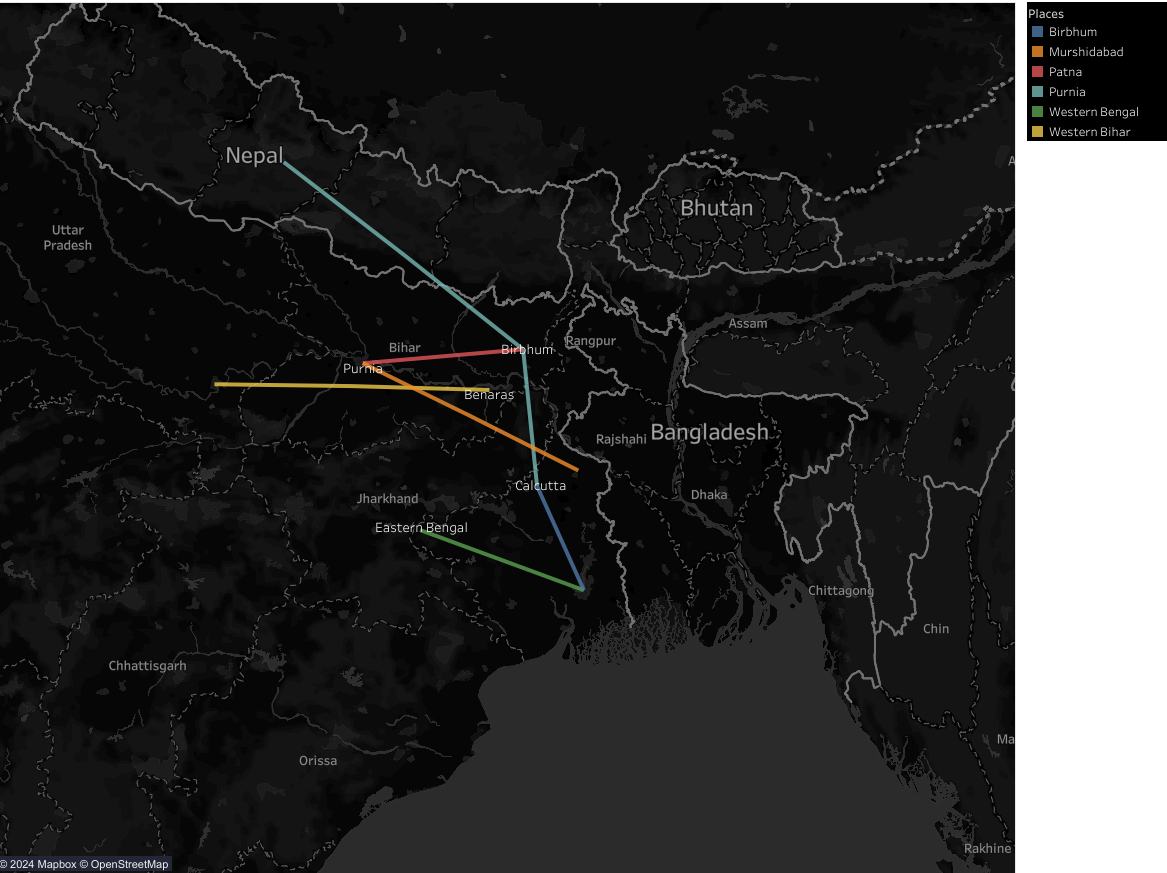 Places
Birbhum
Murshidabad
Patna
Purnia
Western Bengal
Western Bihar
Nepal
A
Bhutan
Uttar
Pradesh
Assam
Rangpur
Bihar
Birbhum
Purnia
Benaras
Rajshahi
Bangladesh
Calcutta
Dhaka
Jharkhand
Eastern Bengal
Chittagong
Chin
Chhattisgarh
Ma
Orissa
Rakhine
© 2024 Mapbox © OpenStreetMap